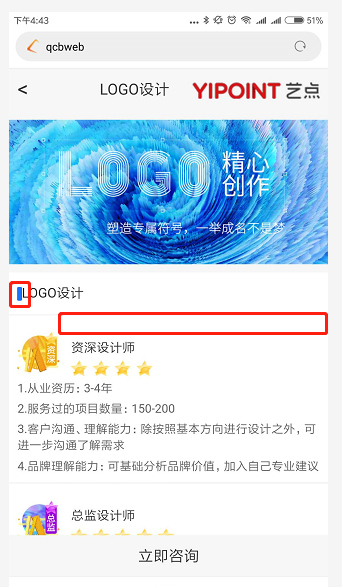 下午4:43
... 51%
qcbweb
< LOGO设计 YIPOINT 艺点
LOGO 精心
创作
塑造专属符号，一举成名不是梦
LOGO设计
资深
资深设计师
1.从业资历: 3-4年
2.服务过的项目数量: 150-200
3.客户沟通、理解能力: 除按照基本方向进行设计之外，可
进一步沟通了解需求
4.品牌理解能力: 可基础分析品牌价值，加入自己专业建议
总监
总监设计师
立即咨询